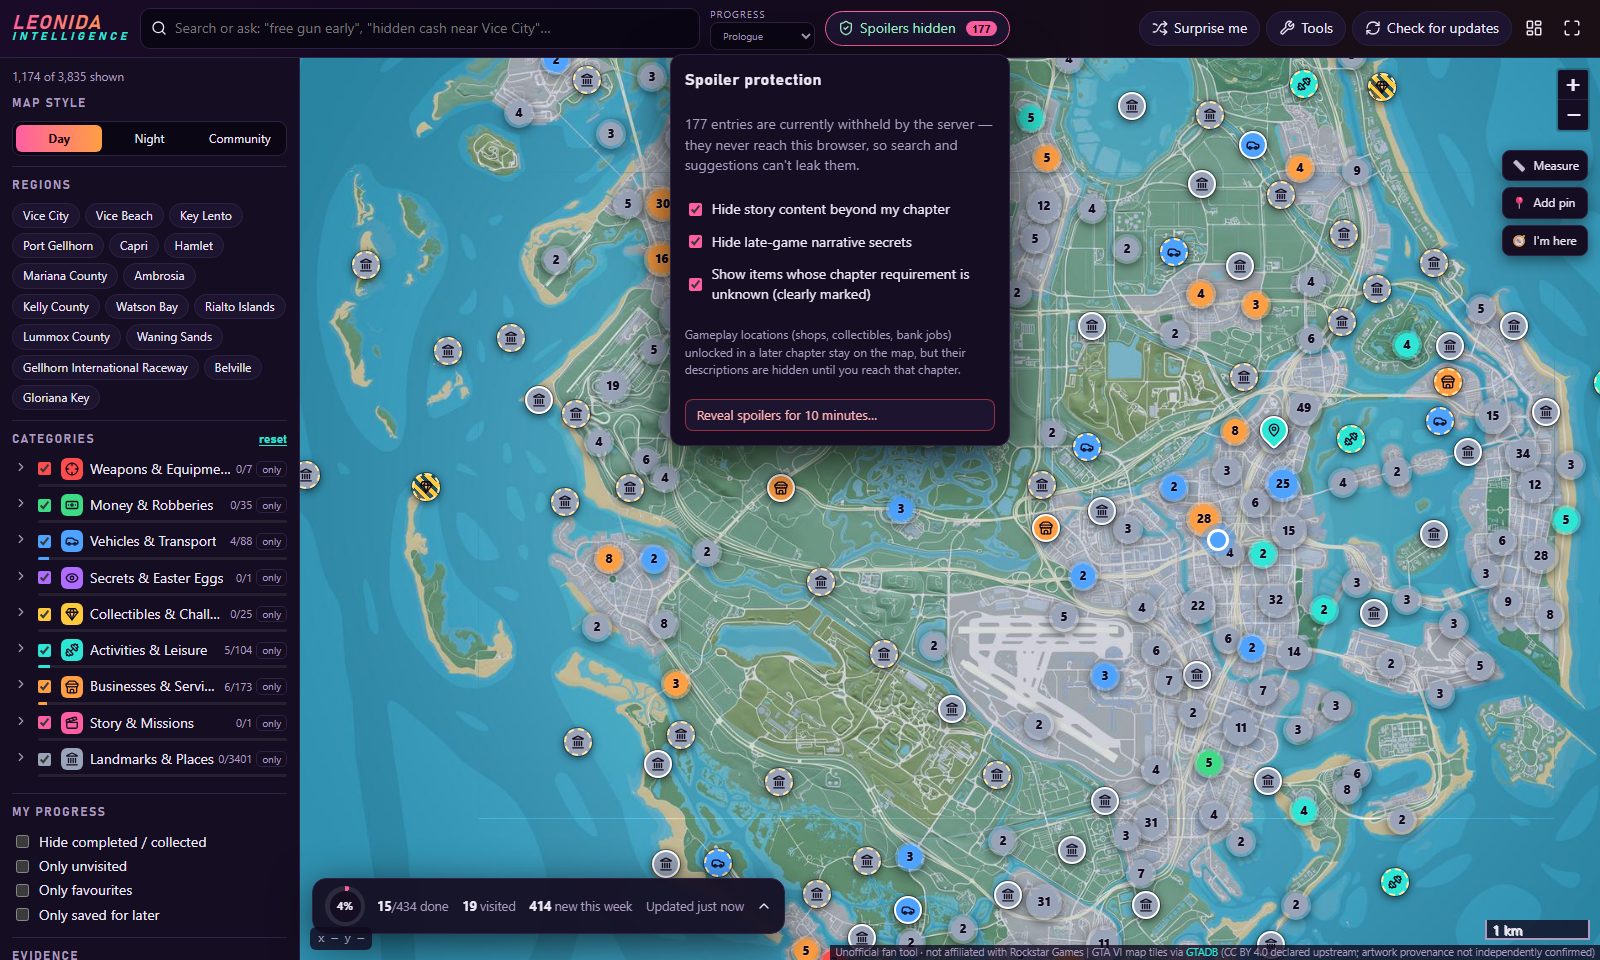 LEONIDA
INTELLIGENCE
Search or ask: "free gun early", "hidden cash near Vice City"...
PROGRESS
Prologue
Spoilers hidden 177
Surprise me
Tools
Check for updates
1,174 of 3,835 shown
MAP STYLE
Day Night Community
REGIONS
Vice City Vice Beach Key Lento
Port Gellhorn Capri Hamlet
Mariana County Ambrosia
Kelly County Watson Bay Rialto Islands
Lummox County Waning Sands
Gellhorn International Raceway Belville
Gloriana Key
CATEGORIES reset
Weapons & Equipme... 0/7 only
Money & Robberies 0/35 only
Vehicles & Transport 4/88 only
Secrets & Easter Eggs 0/1 only
Collectibles & Chall... 0/25 only
Activities & Leisure 5/104 only
Businesses & Servi... 6/173 only
Story & Missions 0/1 only
Landmarks & Places 0/3401 only
MY PROGRESS
Hide completed / collected
Only unvisited
Only favourites
Only saved for later
EVIDENCE
Spoiler protection
177 entries are currently withheld by the server —
they never reach this browser, so search and
suggestions can't leak them.
Hide story content beyond my chapter
Hide late-game narrative secrets
Show items whose chapter requirement is
unknown (clearly marked)
Gameplay locations (shops, collectibles, bank jobs)
unlocked in a later chapter stay on the map, but their
descriptions are hidden until you reach that chapter.
Reveal spoilers for 10 minutes...
+
−
Measure
Add pin
I'm here
4% 15/434 done 19 visited 414 new this week Updated just now
x – y –
1 km
Unofficial fan tool · not affiliated with Rockstar Games | GTA VI map tiles via GTADB (CC BY 4.0 declared upstream; artwork provenance not independently confirmed)